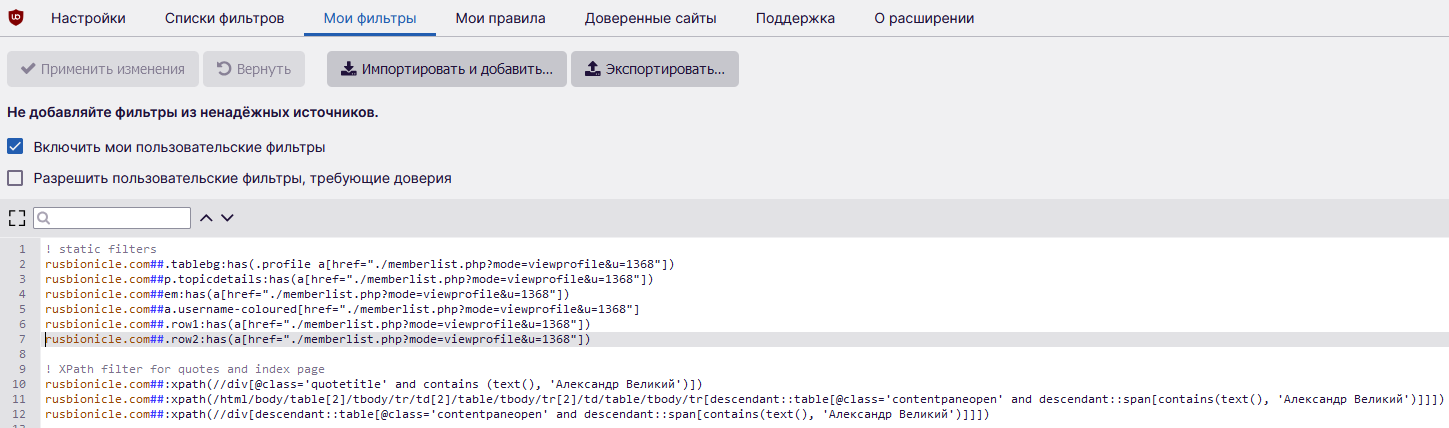 Настройки Списки фильтров Мои фильтры Мои правила Доверенные сайты Поддержка О расширении
Применить изменения Вернуть Импортировать и добавить... Экспортировать...
Не добавляйте фильтры из ненадёжных источников.
Включить мои пользовательские фильтры
Разрешить пользовательские фильтры, требующие доверия
1 ! static filters
2 rusbionicle.com##.tablebg:has(.profile a[href="./memberlist.php?mode=viewprofile&u=1368"])
3 rusbionicle.com##p.topicdetails:has(a[href="./memberlist.php?mode=viewprofile&u=1368"])
4 rusbionicle.com##em:has(a[href="./memberlist.php?mode=viewprofile&u=1368"])
5 rusbionicle.com##a.username-coloured[href="./memberlist.php?mode=viewprofile&u=1368"]
6 rusbionicle.com##.row1:has(a[href="./memberlist.php?mode=viewprofile&u=1368"])
7 rusbionicle.com##.row2:has(a[href="./memberlist.php?mode=viewprofile&u=1368"])
8
9 ! XPath filter for quotes and index page
10 rusbionicle.com##:xpath(//div[@class='quotetitle' and contains (text(), 'Александр Великий')])
11 rusbionicle.com##:xpath(/html/body/table[2]/tbody/tr/td[2]/table/tbody/tr[2]/td/table/tbody/tr[descendant::table[@class='contentpaneopen' and descendant::span[contains(text(), 'Александр Великий')]]])
12 rusbionicle.com##:xpath(//div[descendant::table[@class='contentpaneopen' and descendant::span[contains(text(), 'Александр Великий')]]])